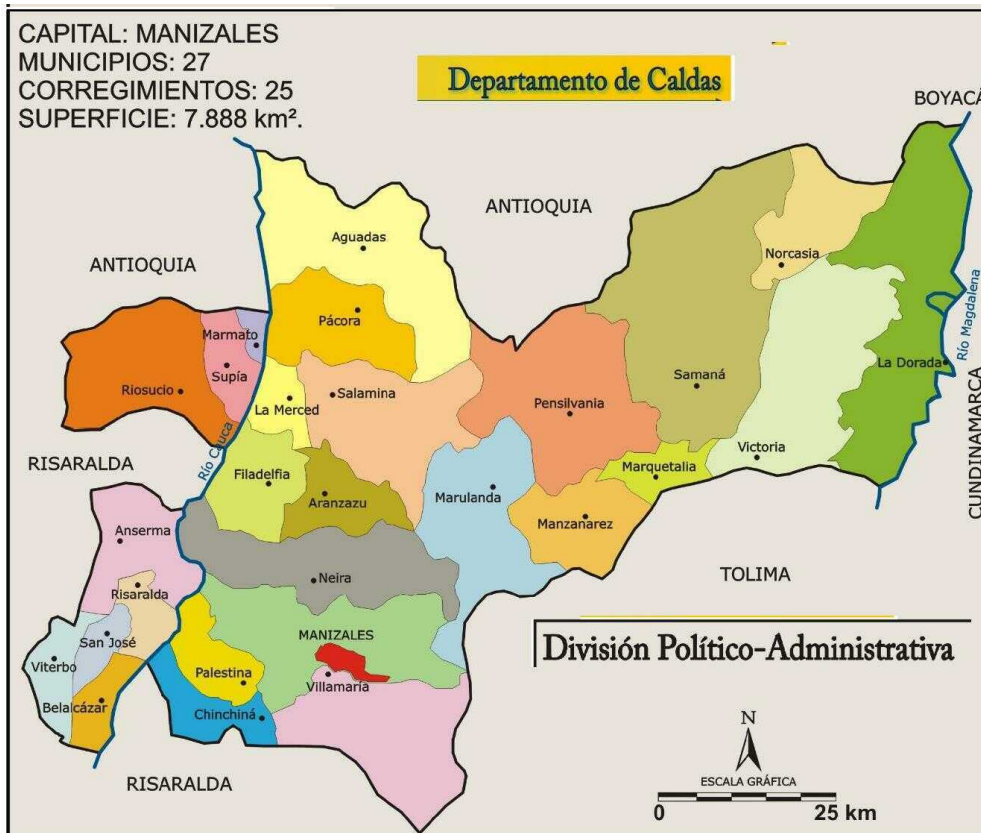 CAPITAL: MANIZALES
MUNICIPIOS: 27
CORREGIMIENTOS: 25
SUPERFICIE: 7.888 km².
Departamento de Caldas
BOYACÁ
ANTIOQUIA
Aguadas
Norcasia
ANTIOQUIA
Río Magdalena
Pácora
Marmato
Supía
La Dorada
Riosucio
Salamina
Samaná
La Merced
Pensilvania
CUNDINAMARCA
Río Cauca
Victoria
RISARALDA
Filadelfia
Marquetalia
Aranzazu
Marulanda
Manzanarez
Anserma
Neira
TOLIMA
Risaralda
San José
MANIZALES
División Político-Administrativa
Viterbo
Palestina
Villamaría
Belalcázar
Chinchiná
N
RISARALDA
ESCALA GRÁFICA
0 25 km